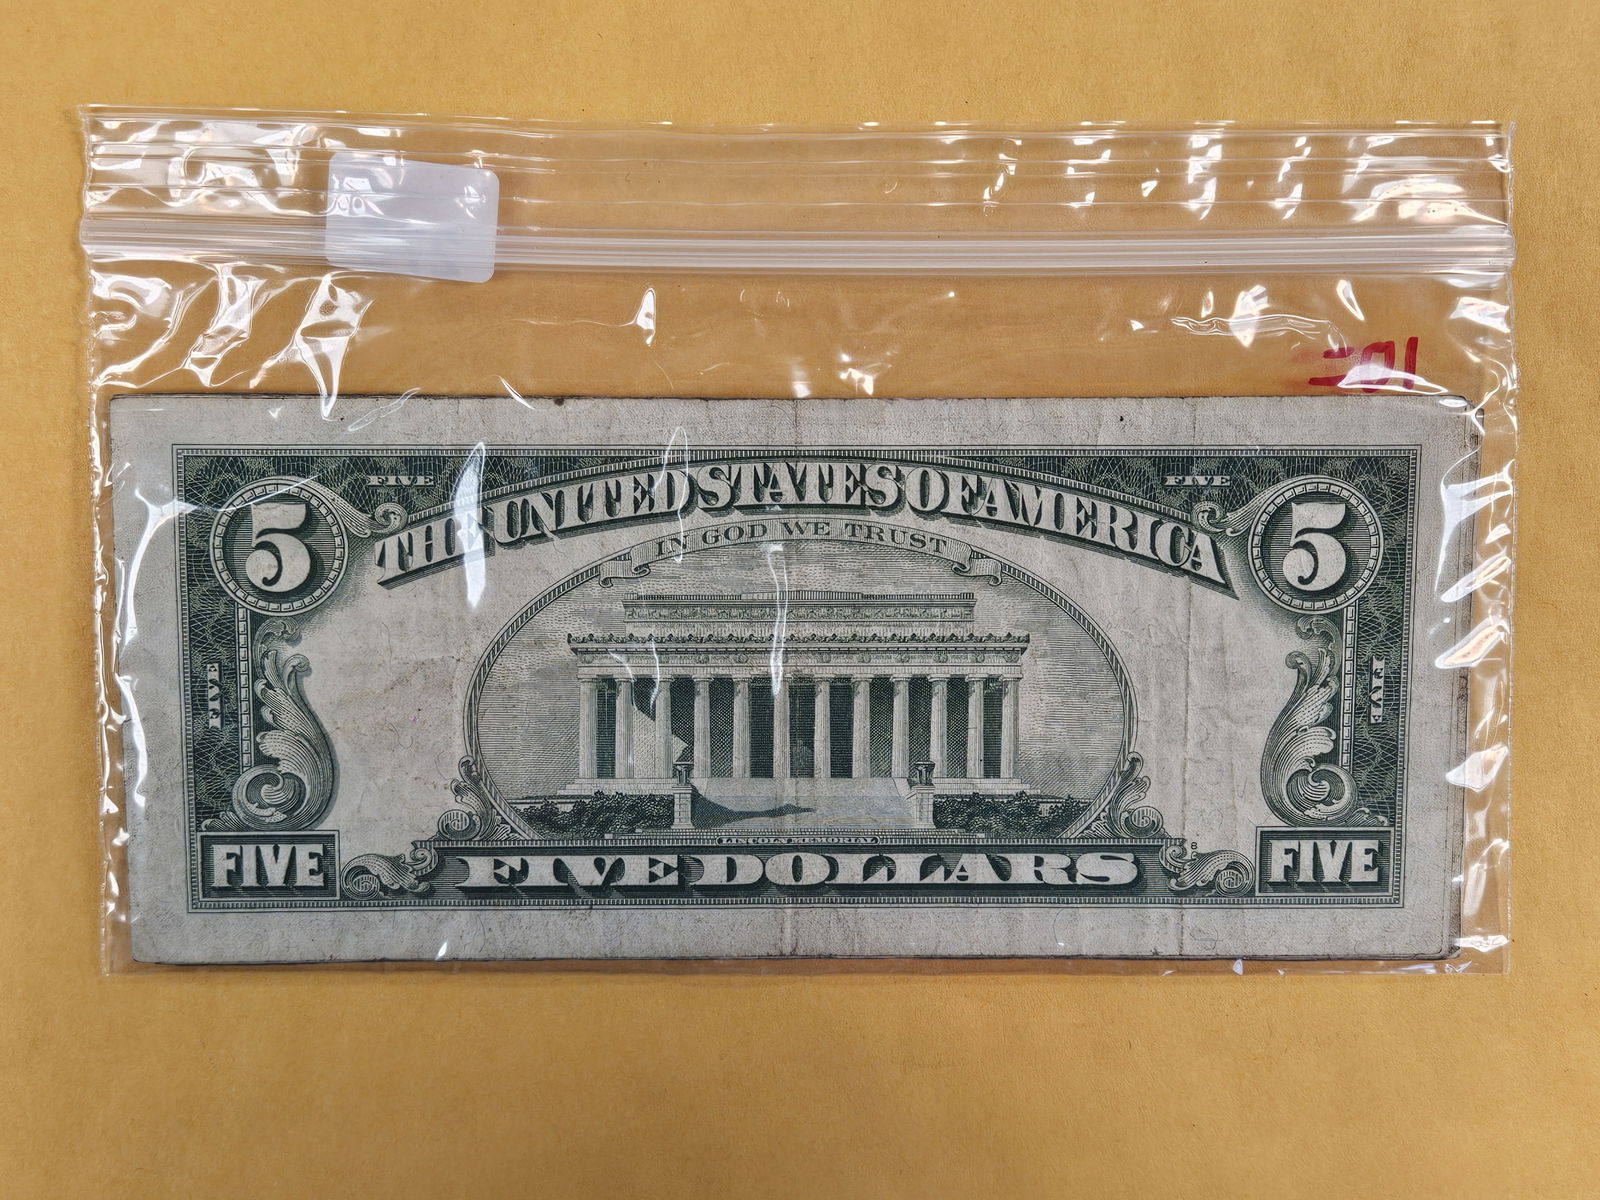 FIVE FIVE
5 THE UNITED STATES OF AMERICA 5
IN GOD WE TRUST
FIVE FIVE
LINCOLN MEMORIAL
8
FIVE FIVE DOLLARS FIVE